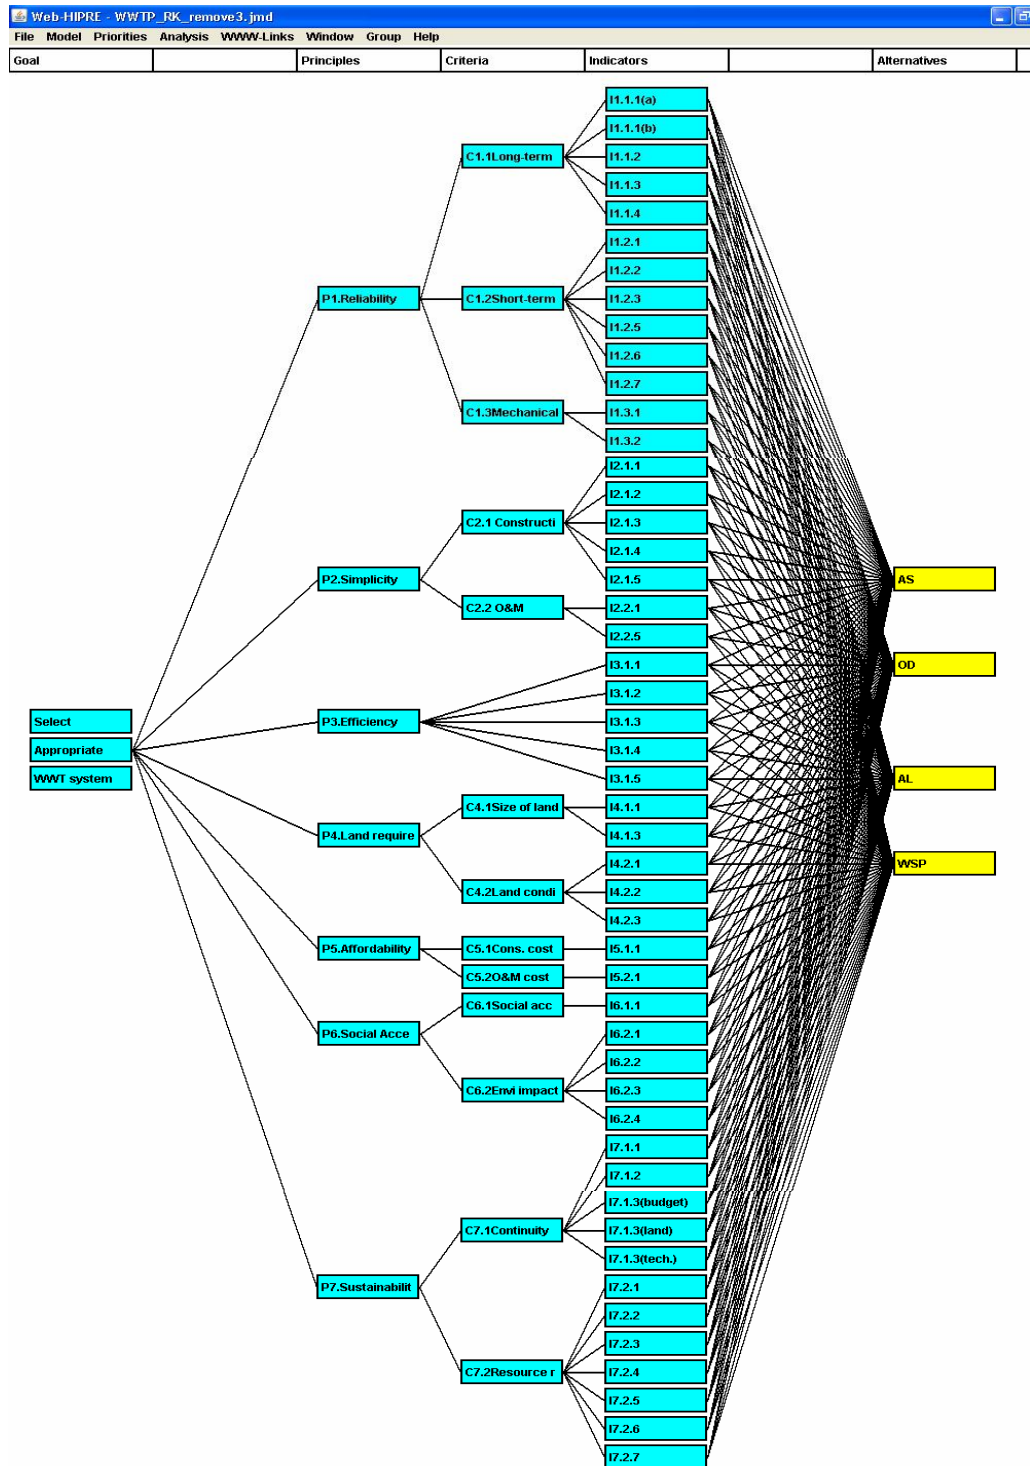 Web-HIPRE - WWTP_RK_remove3.jmd
File Model Priorities Analysis WWW-Links Window Group Help
Goal Principles Criteria Indicators Alternatives
I1.1.1(a)
I1.1.1(b)
C1.1Long-term I1.1.2
I1.1.3
I1.1.4
I1.2.1
I1.2.2
P1.Reliability C1.2Short-term I1.2.3
I1.2.5
I1.2.6
I1.2.7
C1.3Mechanical I1.3.1
I1.3.2
I2.1.1
I2.1.2
C2.1 Constructi I2.1.3
I2.1.4
P2.Simplicity I2.1.5 AS
C2.2 O&M I2.2.1
I2.2.5
I3.1.1 OD
I3.1.2
Select P3.Efficiency I3.1.3
Appropriate I3.1.4
WWT system I3.1.5 AL
C4.1Size of land I4.1.1
P4.Land require I4.1.3
I4.2.1 WSP
C4.2Land condi I4.2.2
I4.2.3
P5.Affordability C5.1Cons. cost I5.1.1
C5.2O&M cost I5.2.1
C6.1Social acc I6.1.1
P6.Social Acce I6.2.1
I6.2.2
C6.2Envi impact I6.2.3
I6.2.4
I7.1.1
I7.1.2
I7.1.3(budget)
C7.1Continuity I7.1.3(land)
I7.1.3(tech.)
P7.Sustainabilit I7.2.1
I7.2.2
I7.2.3
C7.2Resource r I7.2.4
I7.2.5
I7.2.6
I7.2.7